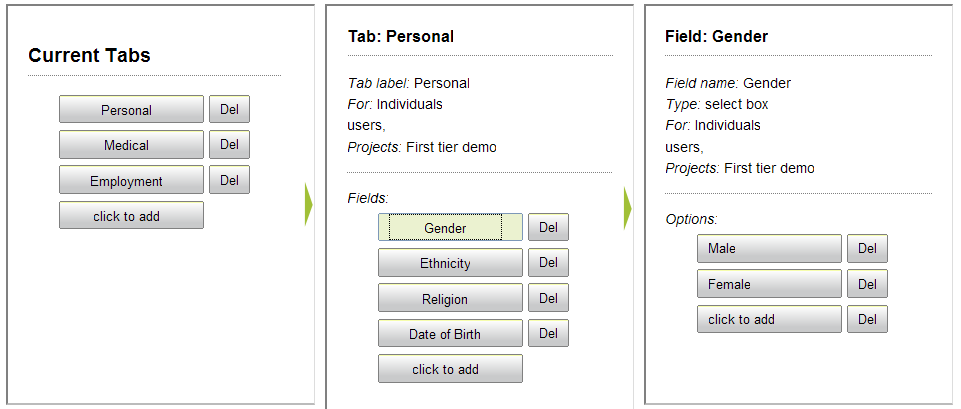 Current Tabs
Personal Del
Medical Del
Employment Del
click to add
Tab: Personal
Tab label: Personal
For: Individuals
users,
Projects: First tier demo
Fields:
Gender Del
Ethnicity Del
Religion Del
Date of Birth Del
click to add
Field: Gender
Field name: Gender
Type: select box
For: Individuals
users,
Projects: First tier demo
Options:
Male Del
Female Del
click to add Del